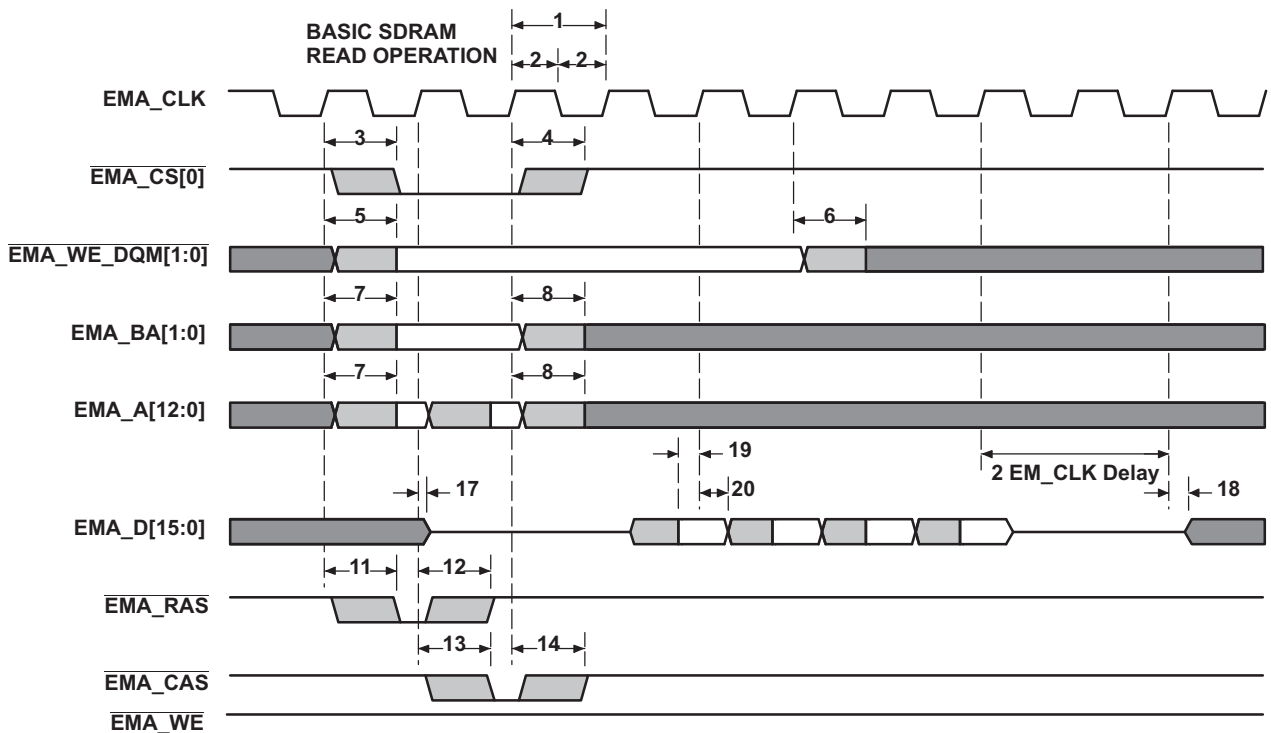 BASIC SDRAM
READ OPERATION
1
2 2
EMA_CLK
3 4
EMA_CS[0]
5 6
EMA_WE_DQM[1:0]
7 8
EMA_BA[1:0]
7 8
EMA_A[12:0]
19
2 EM_CLK Delay
17 20 18
EMA_D[15:0]
11 12
EMA_RAS
13 14
EMA_CAS
EMA_WE